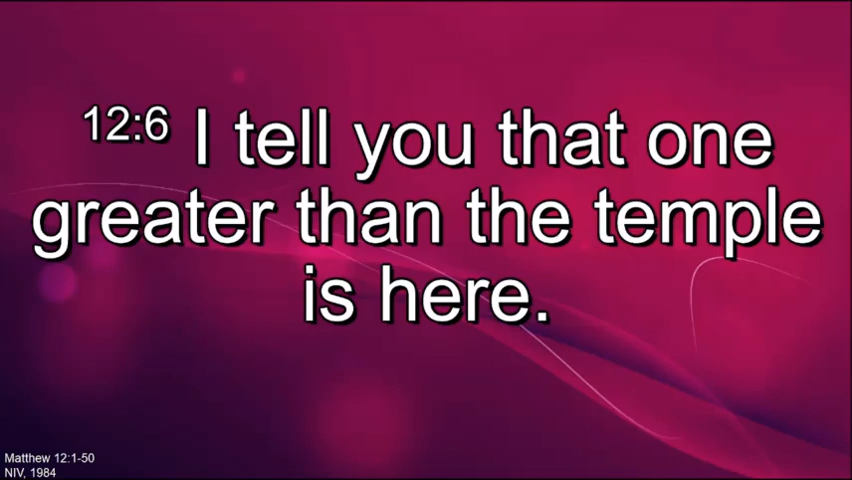 12:6 I tell you that one
greater than the temple
is here.
Matthew 12:1-50
NIV, 1984